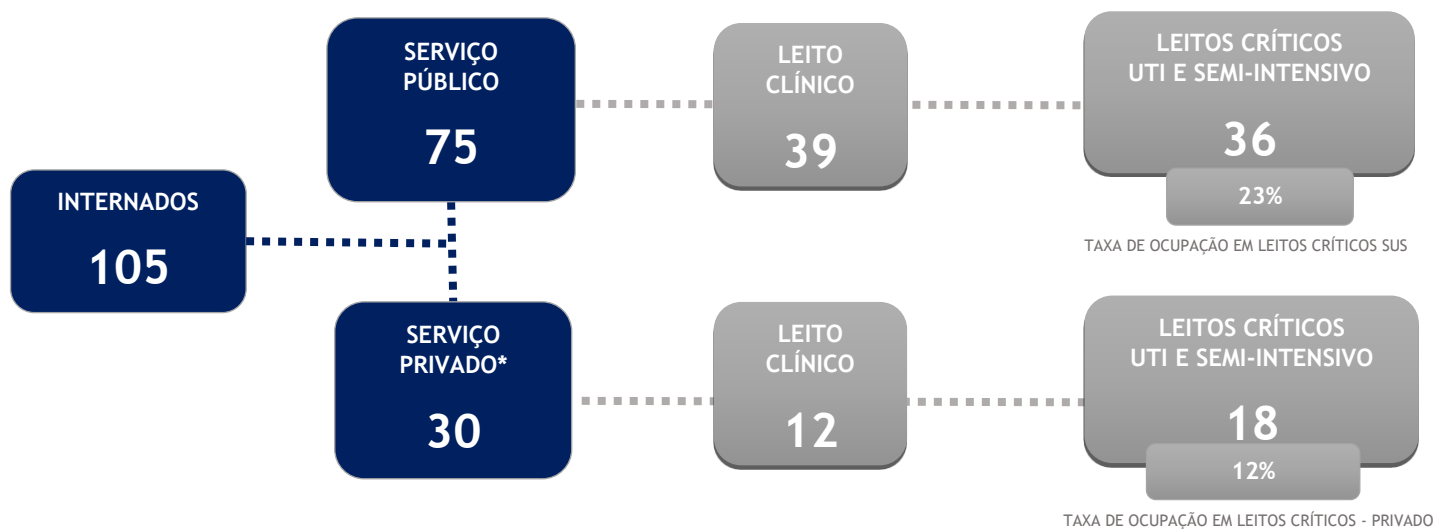 INTERNADOS
105
SERVIÇO
PÚBLICO
75
LEITO
CLÍNICO
39
LEITOS CRÍTICOS
UTI E SEMI-INTENSIVO
36
23%
TAXA DE OCUPAÇÃO EM LEITOS CRÍTICOS SUS
SERVIÇO
PRIVADO*
30
LEITO
CLÍNICO
12
LEITOS CRÍTICOS
UTI E SEMI-INTENSIVO
18
12%
TAXA DE OCUPAÇÃO EM LEITOS CRÍTICOS - PRIVADO